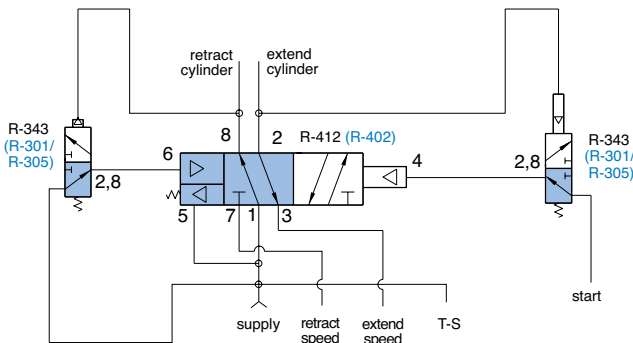 retract
cylinder
extend
cylinder
R-343
(R-301/
R-305)
2,8
6
8
2
R-412 (R-402)
4
2,8
R-343
(R-301/
R-305)
5
7
1
3
supply
retract
speed
extend
speed
T-S
start